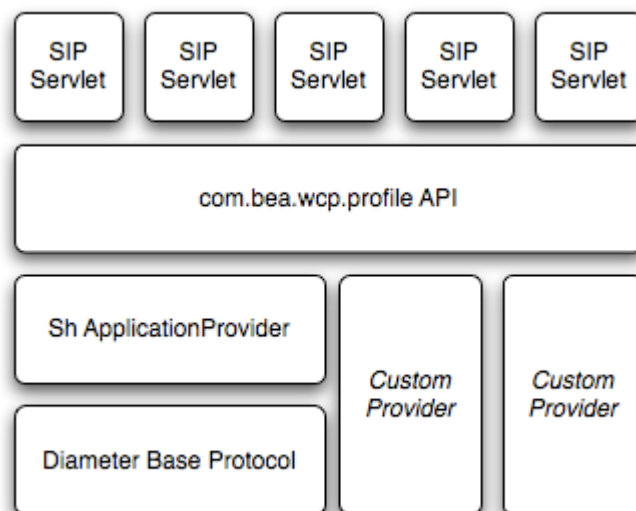 SIP
Servlet
SIP
Servlet
SIP
Servlet
SIP
Servlet
SIP
Servlet
com.bea.wcp.profile API
Sh ApplicationProvider
Custom
Provider
Custom
Provider
Diameter Base Protocol